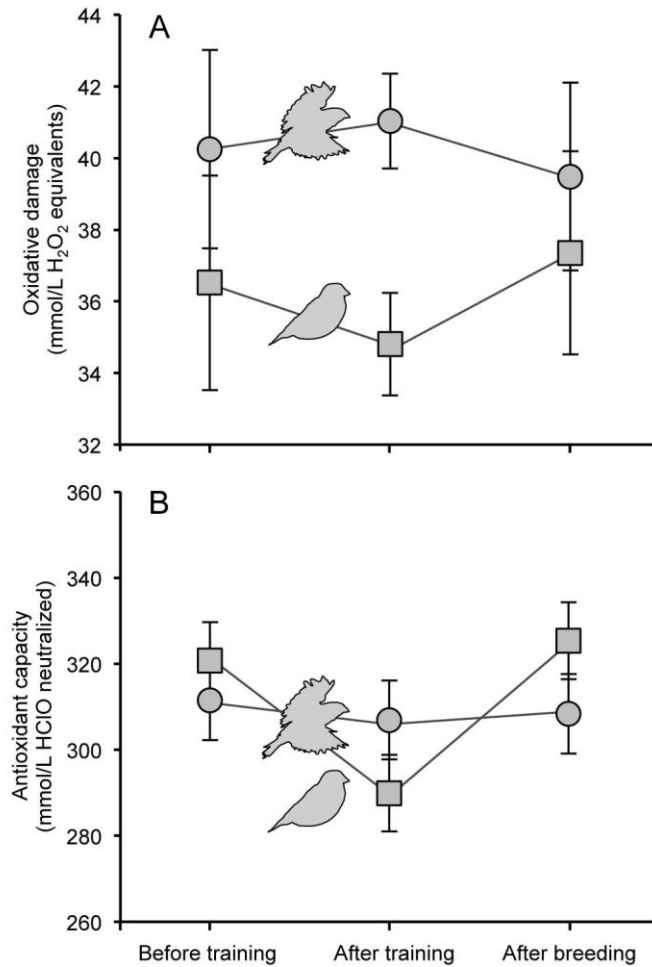 A
44
42
40
38
36
34
32
Oxidative damage
(mmol/L H₂O₂ equivalents)
B
360
340
320
300
280
260
Antioxidant capacity
(mmol/L HClO neutralized)
Before training After training After breeding